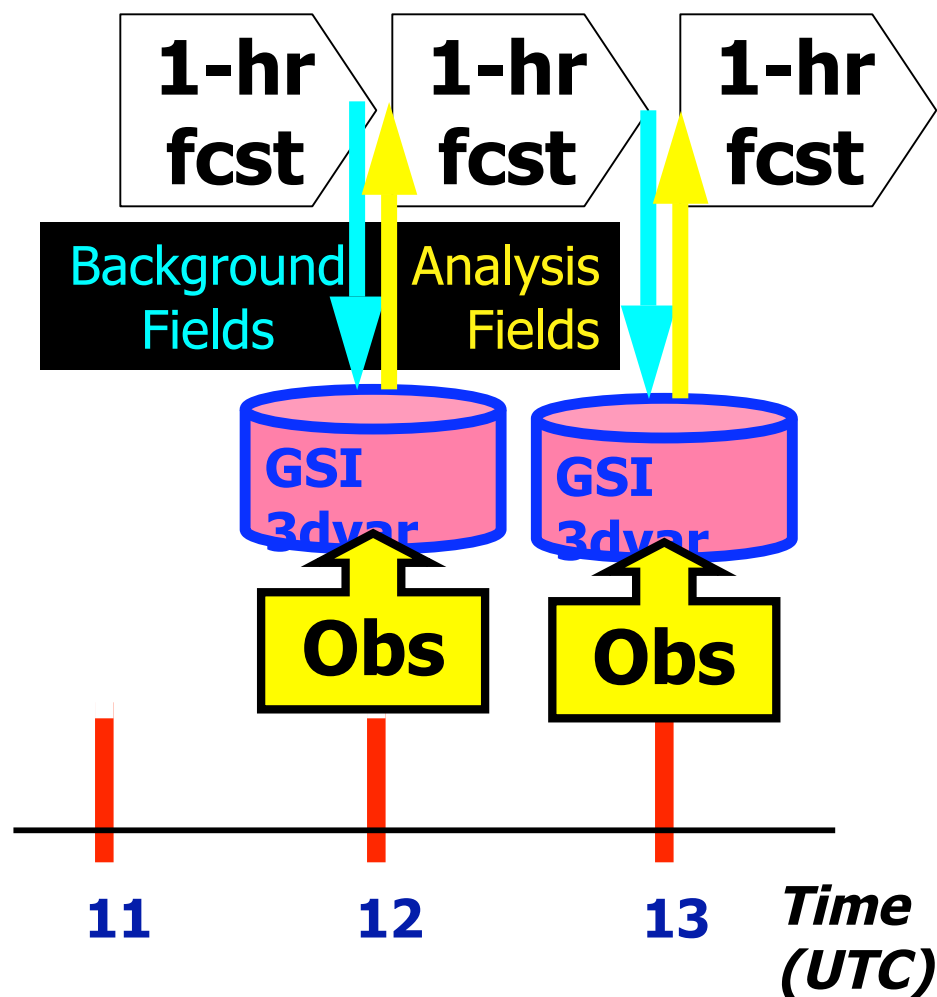 1-hr
fcst
1-hr
fcst
1-hr
fcst
Background
Fields
Analysis
Fields
GSI
3dvar
GSI
3dvar
Obs
Obs
11
12
13
Time
(UTC)